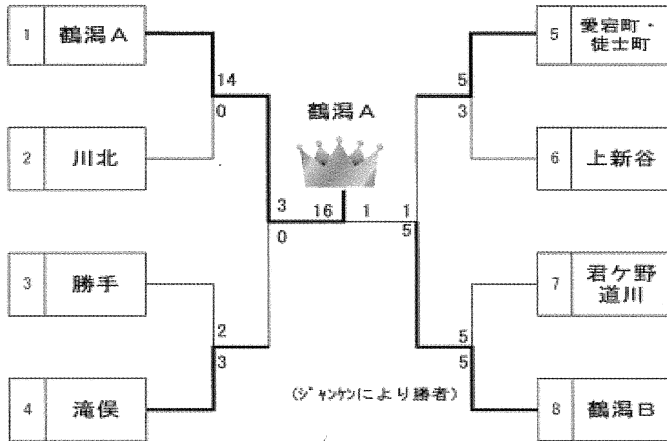 1 鶴潟A
14
0
2 川北
3 勝手
2
3
4 滝俣
3
0
鶴潟A
16
1
1
5
5 愛宕町・
徒士町
5
3
6 上新谷
7 君ケ野
道川
5
5
8 鶴潟B
(ジャンケンにより勝者)